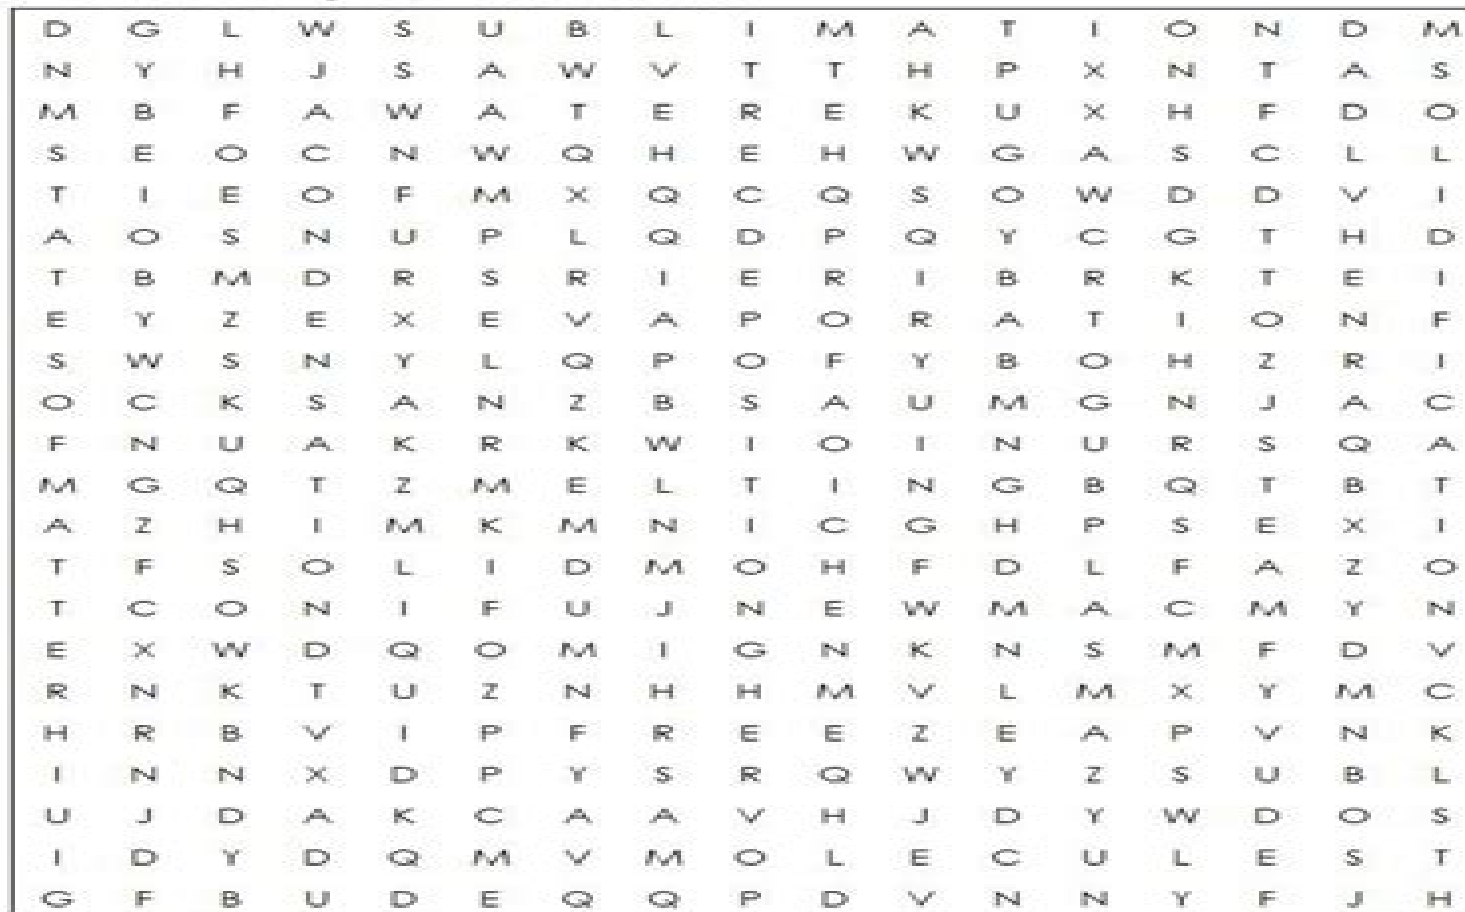 D G L W S U B L I M A T I O N D M
N Y H J S A W V T T H P X N T A S
M B F A W A T E R E K U X H F D O
S E O C N W Q H E H W G A S C L L
T I E O F M X Q C Q S O W D D V I
A O S N U P L Q D P Q Y C G T H D
T B M D R S R I E R I B R K T E I
E Y Z E X E V A P O R A T I O N F
S W S N Y L Q P O F Y B O H Z R I
O C K S A N Z B S A U M G N J A C
F N U A K R K W I O I N U R S Q A
M G Q T Z M E L T I N G B Q T B T
A Z H I M K M N I C G H P S E X I
T F S O L I D M O H F D L F A Z O
T C O N I F U J N E W M A C M Y N
E X W D Q O M I G N K N S M F D V
R N K T U Z N H H M V L M X Y M C
H R B V I P F R E E Z E A P V N K
I N N X D P Y S R Q W Y Z S U B L
U J D A K C A A V H J D Y W D O S
I D Y D Q M V M O L E C U L E S T
G F B U D E Q Q P D V N N Y F J H